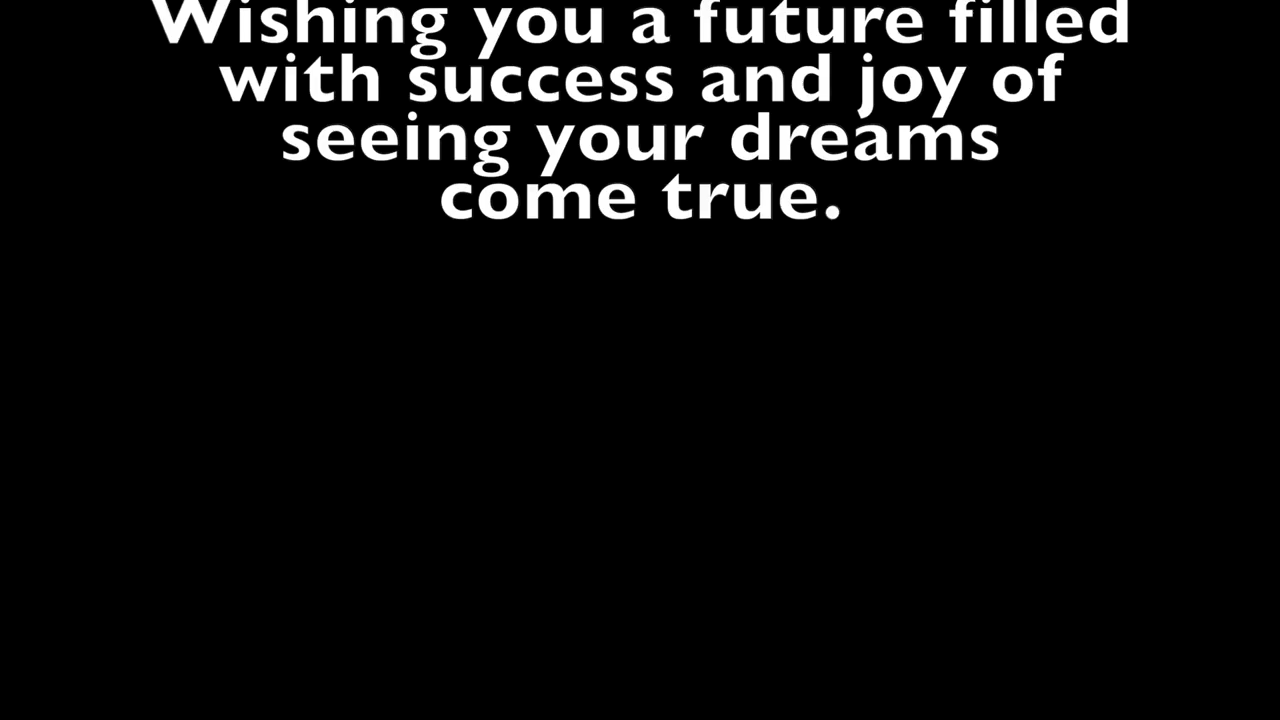 Wishing you a future filled
with success and joy of
seeing your dreams
come true.